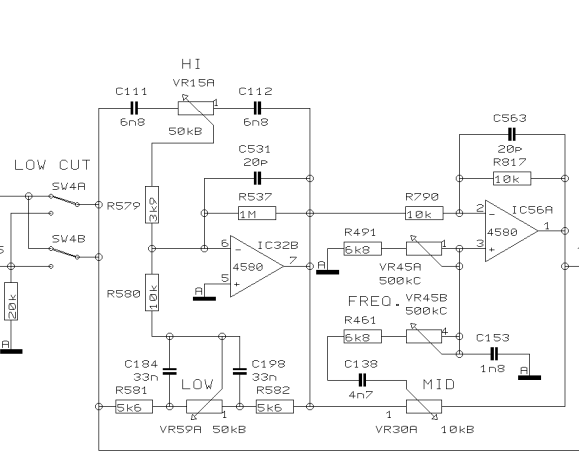 HI
VR15A
C111
C112
1
6n8
50kB
6n8
C563
20p
C531
20p
R817
10k
LOW CUT
SW4A
R579
3k9
R537
1M
R790
10k
2
IC56A
4580
1
3
SW4B
6
IC32B
4580
7
5
R491
6k8
1
VR45A
500kC
A
A
R580
10k
20k
A
FREQ.
VR45B
500kC
R461
6k8
4
C153
1n8
A
C184
33n
LOW
C198
33n
C138
4n7
MID
R581
5k6
1
R582
5k6
1
VR59A 50kB
VR30A 10kB